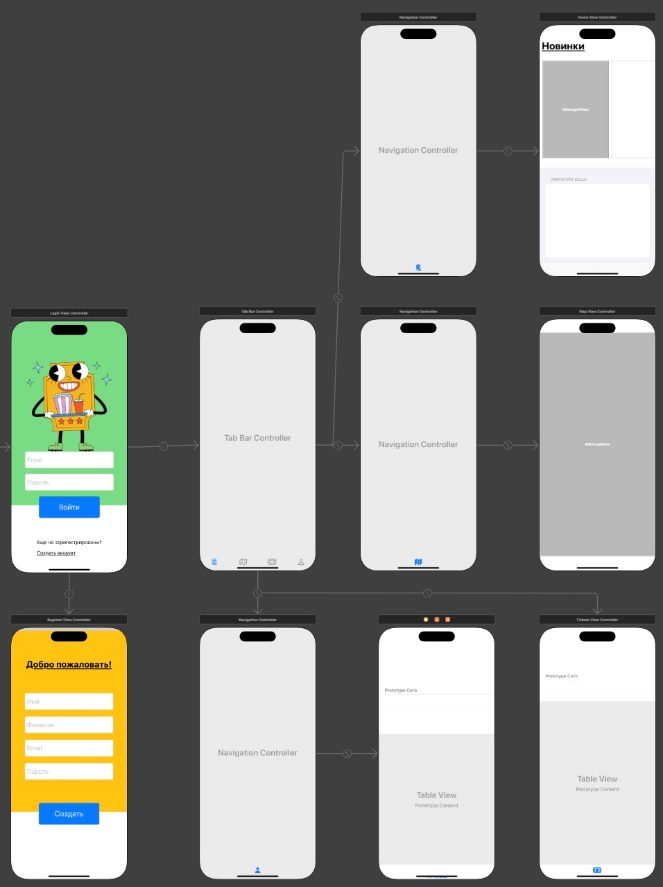 Navigation Controller
Home View Controller
Новинки
UIImageView
Navigation Controller
PROTOTYPE CELLS
Login View Controller
Tab Bar Controller
Navigation Controller
Map View Controller
Email
Пароль
Войти
Еще не зарегистрированы?
Создать аккаунт
Tab Bar Controller
Navigation Controller
MKMapView
Register View Controller
Navigation Controller
Tickets View Controller
Добро пожаловать!
Имя
Фамилия
Email
Пароль
Создать
Navigation Controller
Prototype Cells
Table View
Prototype Content
Prototype Cells
Table View
Prototype Content